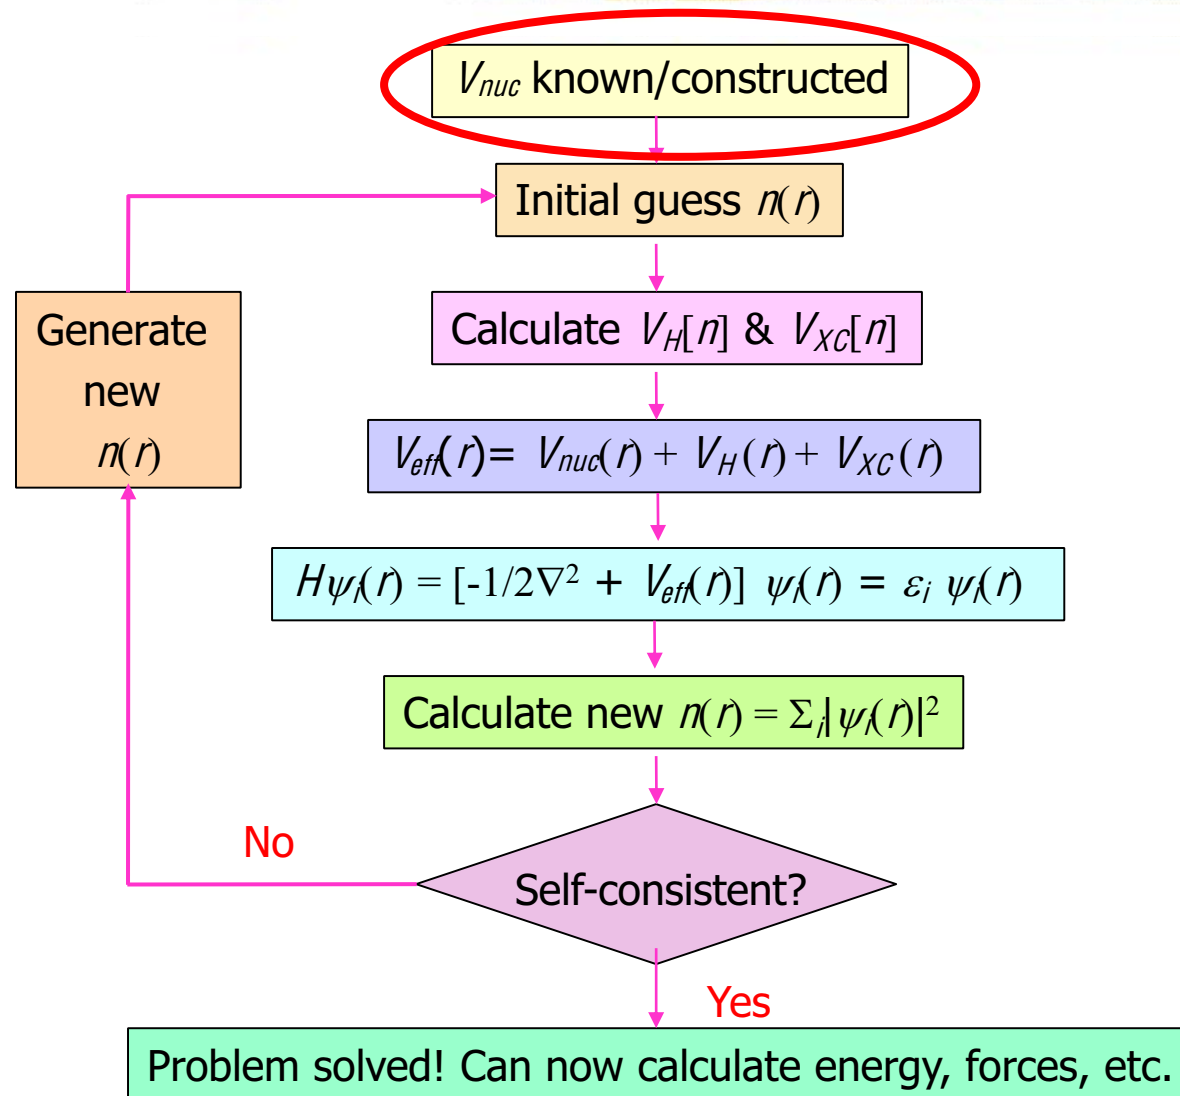 V_nuc known/constructed
Initial guess n(r)
Generate
new
n(r)
Calculate V_H[n] & V_XC[n]
V_eff(r)= V_nuc(r) + V_H(r) + V_XC(r)
Hψ_i(r) = [-1/2∇² + V_eff(r)] ψ_i(r) = ε_i ψ_i(r)
Calculate new n(r) = Σ_i|ψ_i(r)|²
No
Self-consistent?
Yes
Problem solved! Can now calculate energy, forces, etc.